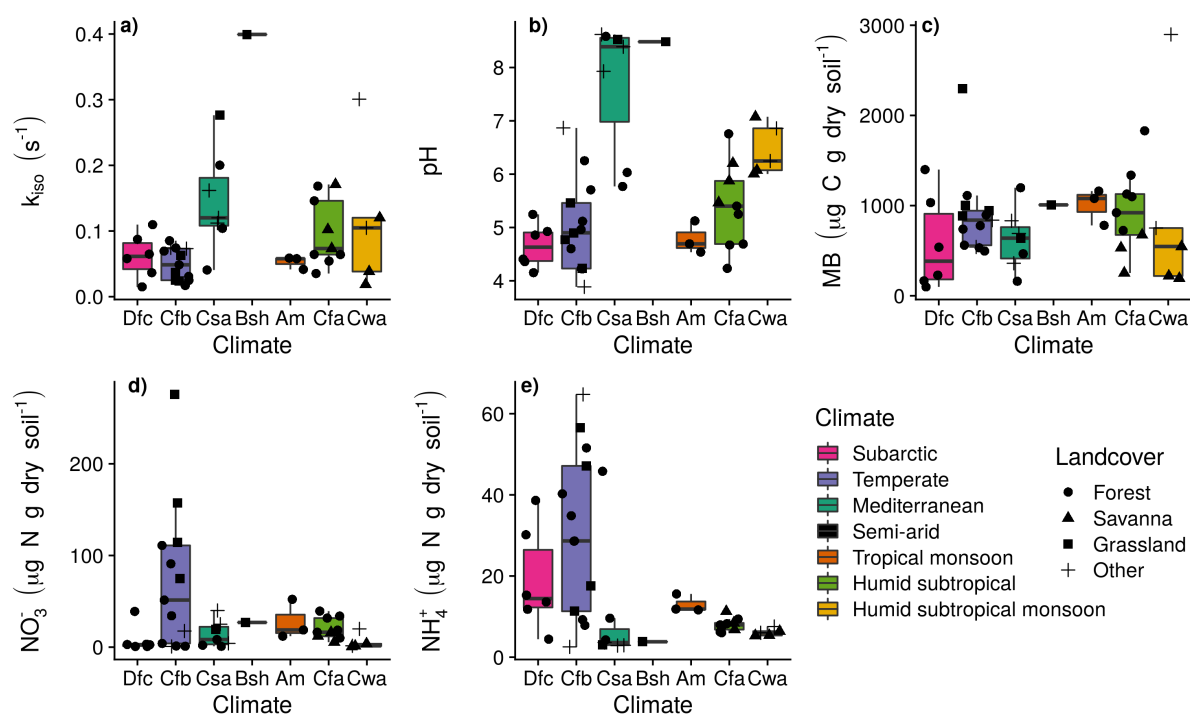 a)
k_iso (s⁻¹)
0.4
0.3
0.2
0.1
0.0
Dfc Cfb Csa Bsh Am Cfa Cwa
Climate
b)
pH
8
7
6
5
4
Dfc Cfb Csa Bsh Am Cfa Cwa
Climate
c)
MB (μg C g dry soil⁻¹)
3000
2000
1000
0
Dfc Cfb Csa Bsh Am Cfa Cwa
Climate
d)
NO₃⁻ (μg N g dry soil⁻¹)
200
100
0
Dfc Cfb Csa Bsh Am Cfa Cwa
Climate
e)
NH₄⁺ (μg N g dry soil⁻¹)
60
40
20
0
Dfc Cfb Csa Bsh Am Cfa Cwa
Climate
Climate
Subarctic
Temperate
Mediterranean
Semi-arid
Tropical monsoon
Humid subtropical
Humid subtropical monsoon
Landcover
Forest
Savanna
Grassland
Other